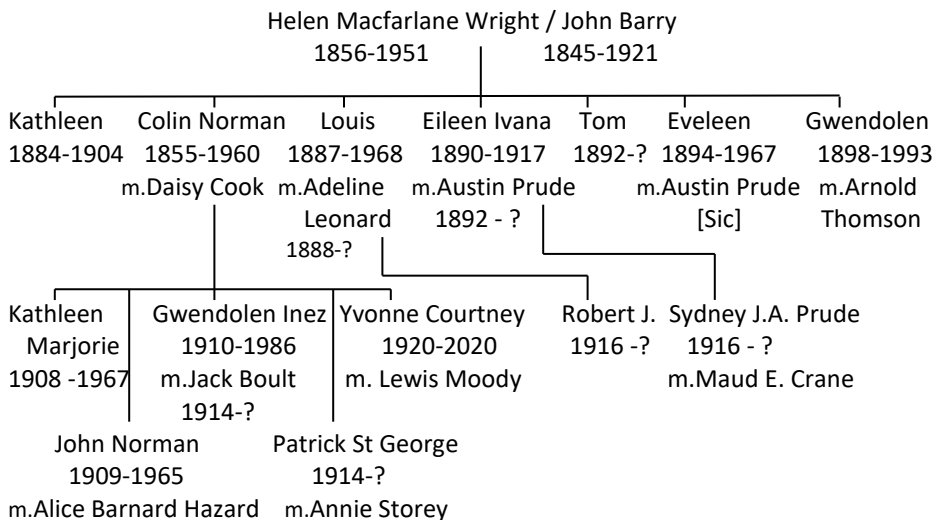 Helen Macfarlane Wright / John Barry
1856-1951 1845-1921
Kathleen Colin Norman Louis Eileen Ivana Tom Eveleen Gwendolen
1884-1904 1855-1960 1887-1968 1890-1917 1892-? 1894-1967 1898-1993
m.Daisy Cook m.Adeline m.Austin Prude m.Austin Prude m.Arnold
Leonard 1892 - ? [Sic] Thomson
1888-?
Kathleen Gwendolen Inez Yvonne Courtney Robert J. Sydney J.A. Prude
Marjorie 1910-1986 1920-2020 1916 -? 1916 - ?
1908 -1967 m.Jack Boult m. Lewis Moody m.Maud E. Crane
1914-?
John Norman Patrick St George
1909-1965 1914-?
m.Alice Barnard Hazard m.Annie Storey